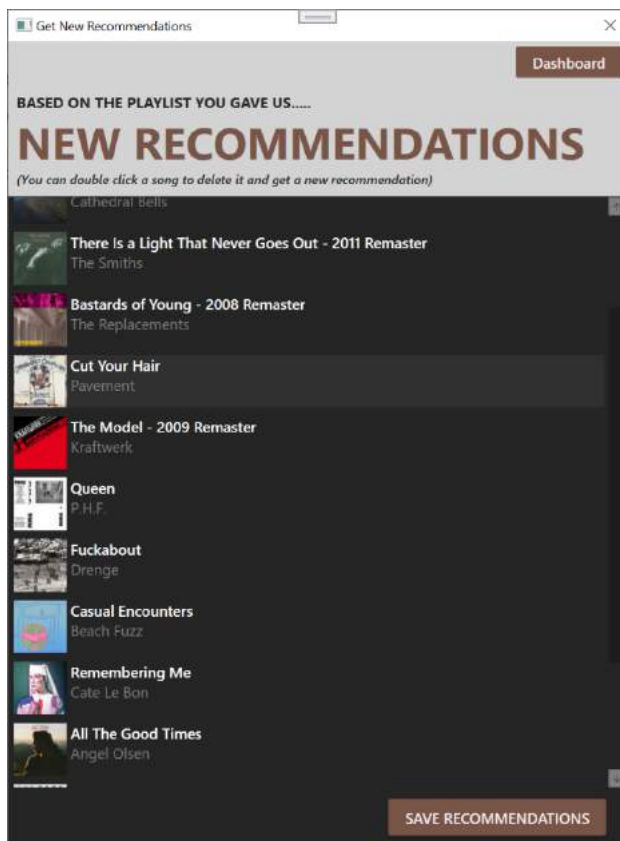 Get New Recommendations
Dashboard
BASED ON THE PLAYLIST YOU GAVE US.....
NEW RECOMMENDATIONS
(You can double click a song to delete it and get a new recommendation)
Cathedral Bells
There Is a Light That Never Goes Out - 2011 Remaster
The Smiths
Bastards of Young - 2008 Remaster
The Replacements
Cut Your Hair
Pavement
The Model - 2009 Remaster
Kraftwerk
Queen
P.H.F.
Fuckabout
Drenge
Casual Encounters
Beach Fuzz
Remembering Me
Cate Le Bon
All The Good Times
Angel Olsen
SAVE RECOMMENDATIONS